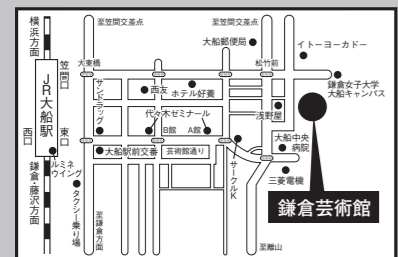 至笠間交差点
至笠間交差点
横浜方面
大船郵便局
イトーヨーカドー
大東橋
松竹前
笠間口
西友
ホテル好養
鎌倉女子大学
大船キャンパス
JR大船駅
サンドラッグ
代々木ゼミナール
浅野屋
B館
A館
西口
東口
大船中央
病院
大船駅前交番
芸術館通り
サークルK
ルミネ
ウイング
三菱電機
鎌倉・藤沢方面
タクシー乗り場
鎌倉芸術館
至鎌倉方面
至離山